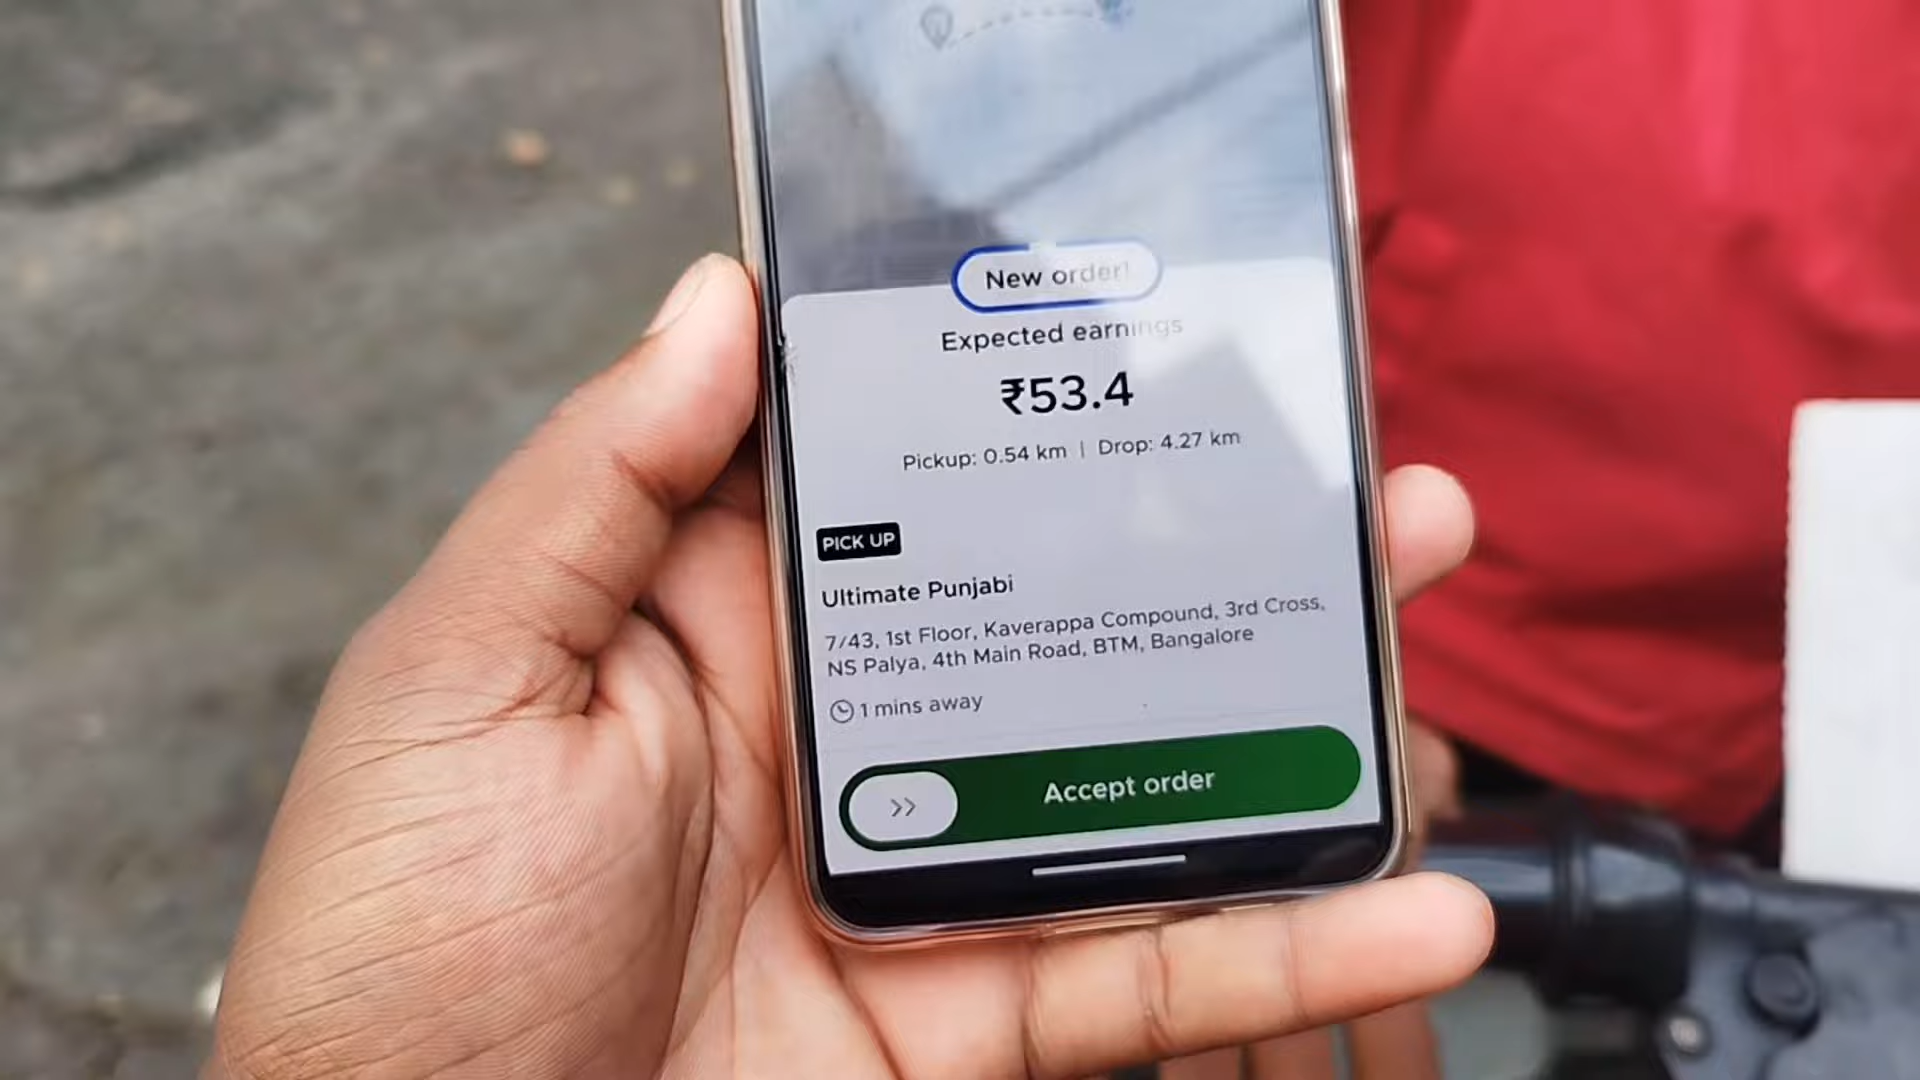 New order!
Expected earnings
₹53.4
Pickup: 0.54 km | Drop: 4.27 km
PICK UP
Ultimate Punjabi
7/43, 1st Floor, Kaverappa Compound, 3rd Cross,
NS Palya, 4th Main Road, BTM, Bangalore
1 mins away
>> Accept order